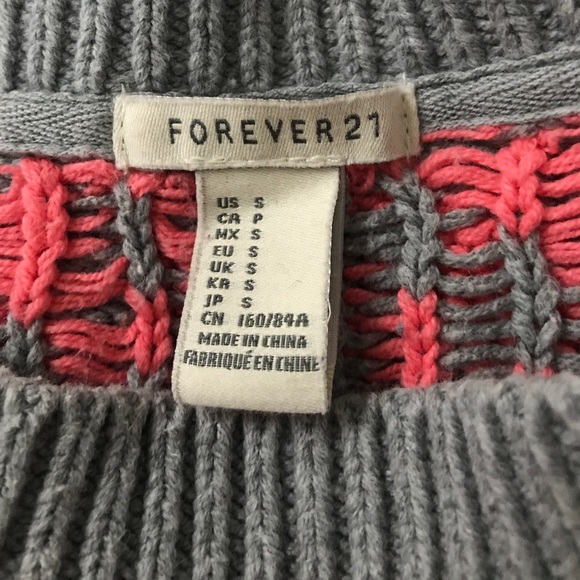 FOREVER 21
US S
CA P
MX S
EU S
UK S
KR S
JP S
CN 160/84A
MADE IN CHINA
FABRIQUÉ EN CHINE